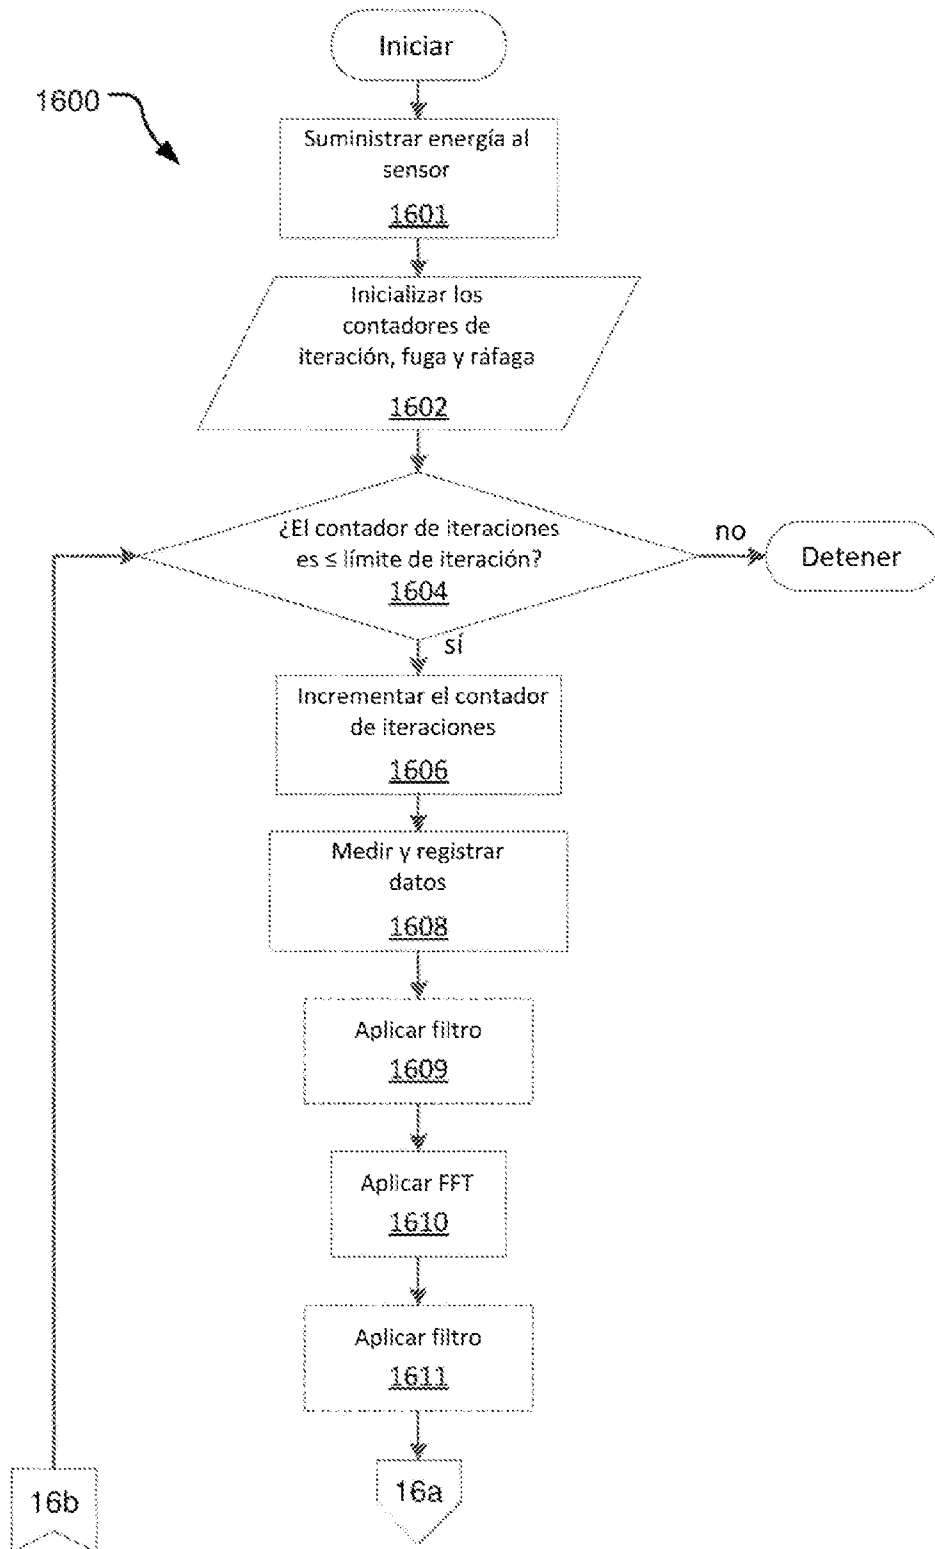 Iniciar
1600
Suministrar energía al
sensor
1601
Inicializar los
contadores de
iteración, fuga y ráfaga
1602
¿El contador de iteraciones
es ≤ límite de iteración?
1604
no
Detener
sí
Incrementar el contador
de iteraciones
1606
Medir y registrar
datos
1608
Aplicar filtro
1609
Aplicar FFT
1610
Aplicar filtro
1611
16b
16a